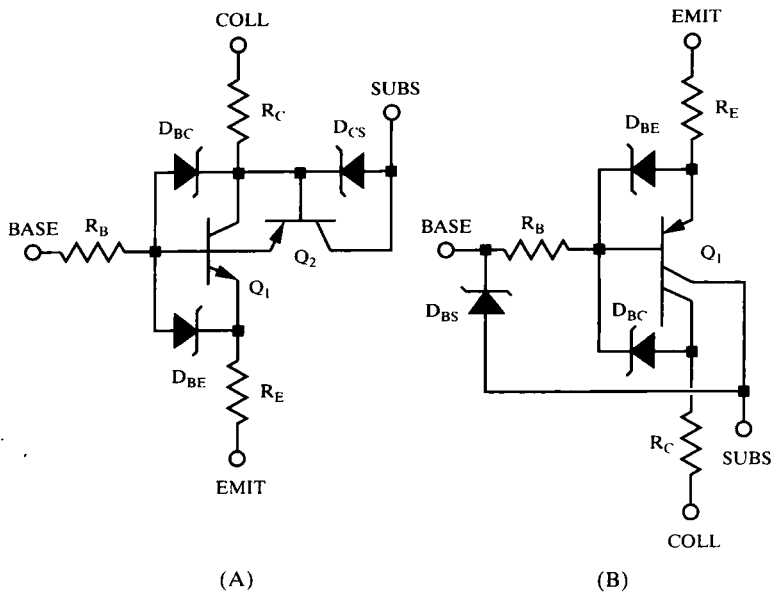 COLL
SUBS
R_C
D_BC
D_CS
R_B
BASE
Q_1
Q_2
D_BE
R_E
EMIT
(A)
EMIT
R_E
D_BE
R_B
BASE
Q_1
D_BS
D_BC
R_C
SUBS
COLL
(B)